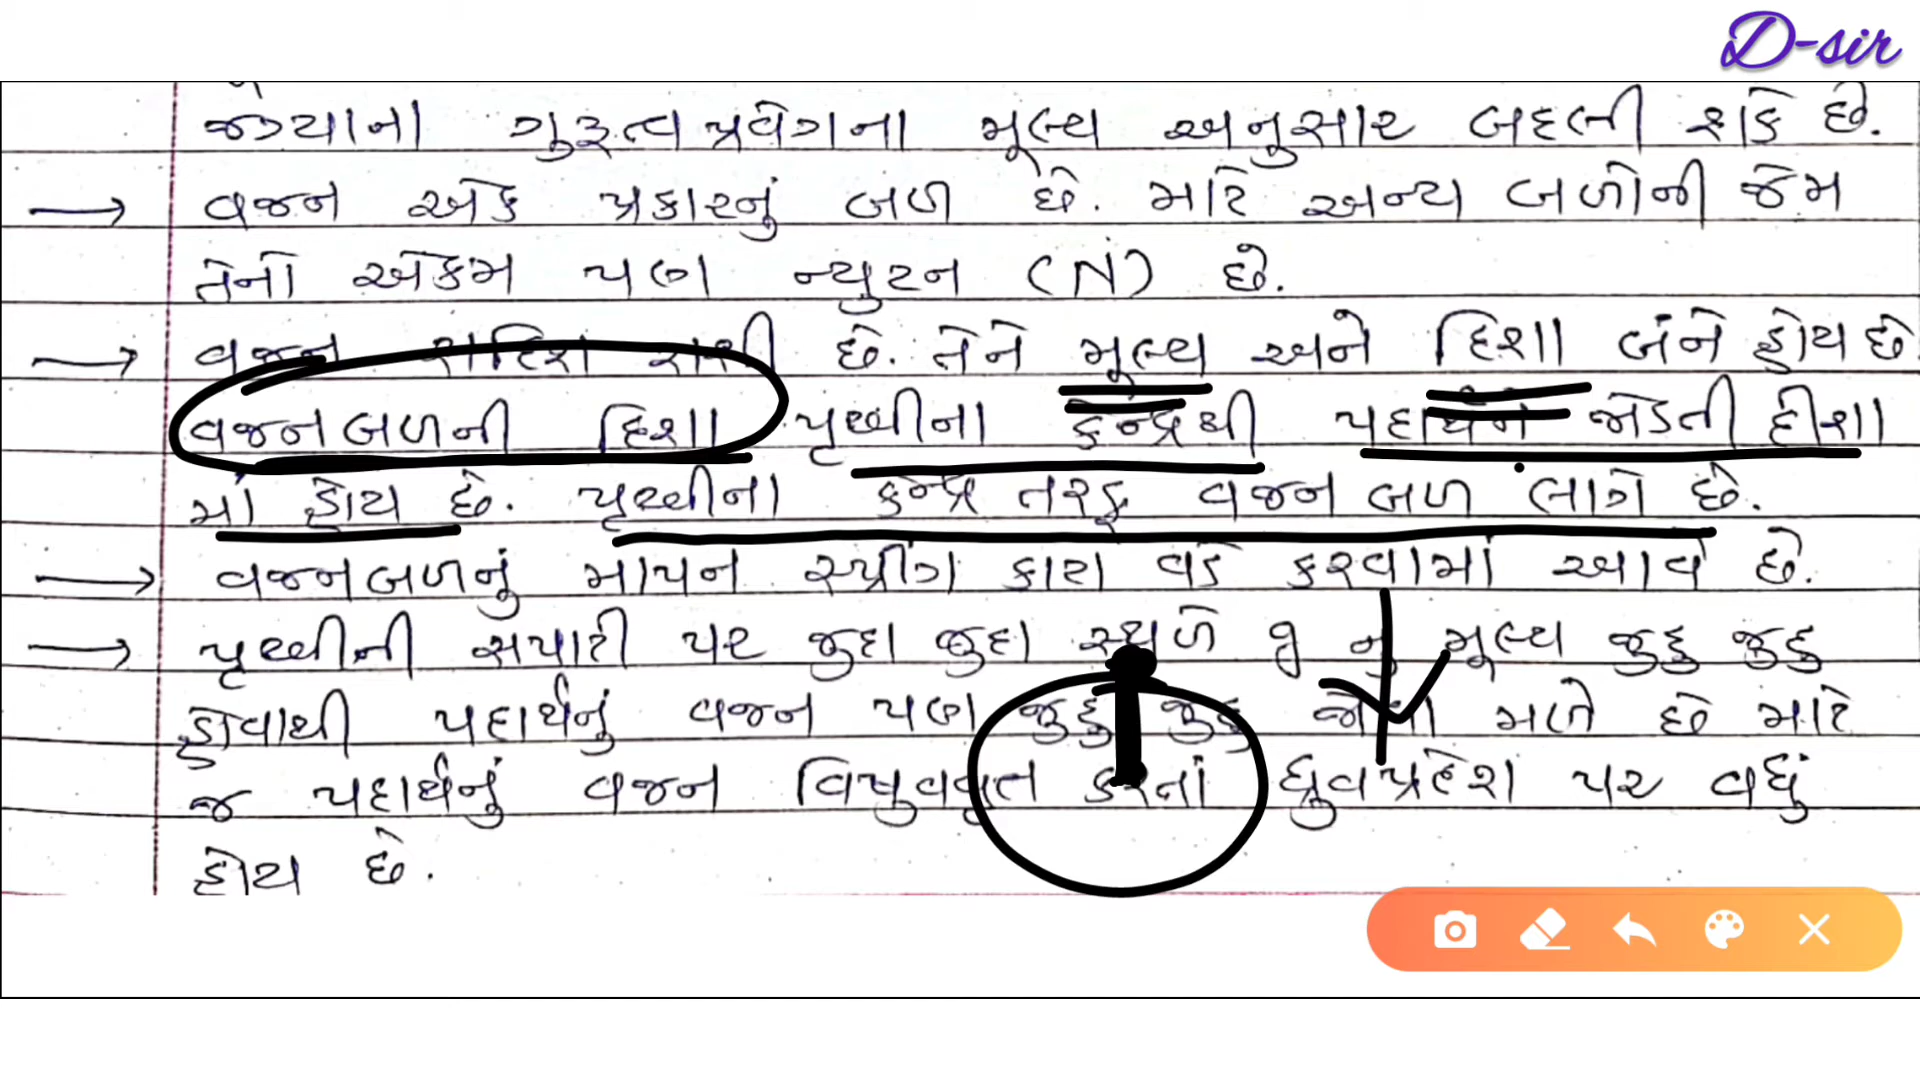 D-sir
જગ્યાના ગુરૂત્વપ્રવેગના મૂલ્ય અનુસાર બદલી શકે છે.
→ વજન એક પ્રકારનું બળ છે. માટે અન્ય બળોની જેમ
તેનો એકમ પણ ન્યુટન (N) છે.
→ વજન સદિશ રાશી છે. તેને મૂલ્ય અને દિશા બંને હોય છે
વજનબળની દિશા પૃથ્વીના કેન્દ્રથી પદાર્થને જોડતી દીશા
માં હોય છે. પૃથ્વીના કેન્દ્ર તરફ વજન બળ લાગે છે.
→ વજનબળનું માપન સ્પ્રીંગ કાંટા વડે કરવામાં આવે છે.
→ પૃથ્વીની સપાટી પર જુદા જુદા સ્થળે g નું મૂલ્ય જુદુ જુદુ
હોવાથી પદાર્થનું વજન પણ જુદુ જુદુ જોવા મળે છે માટે
જ પદાર્થનું વજન વિષુવવૃત કરતાં ધ્રુવપ્રદેશ પર વધું
હોય છે.